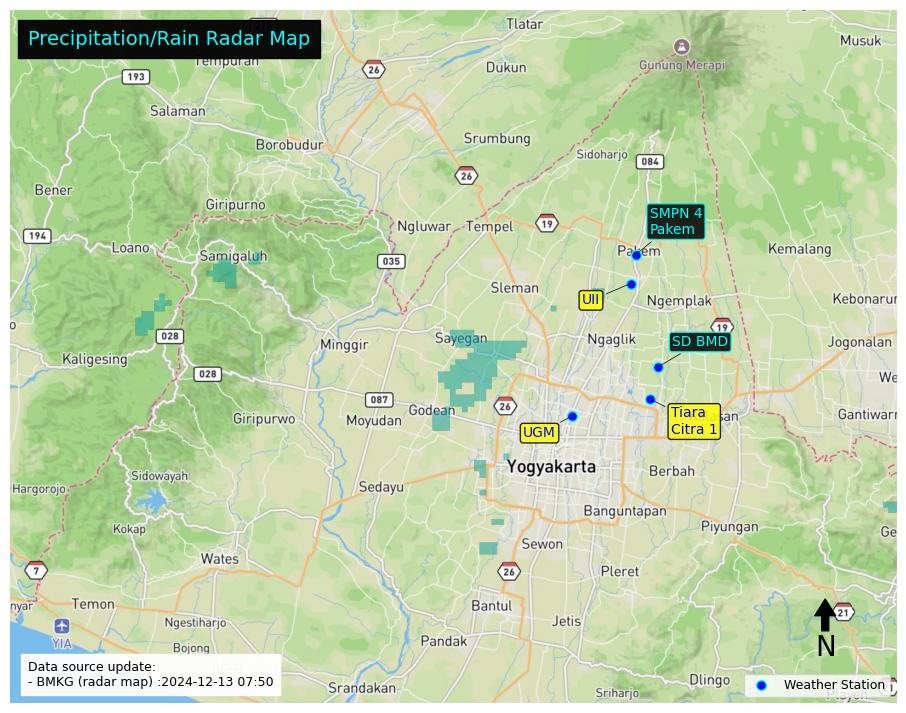 Precipitation/Rain Radar Map
Tlatar
Musuk
26
Gunung Merapi
193
Dukun
Salaman
Borobudur
Srumbung
Sidoharjo
084
26
Bener
Giripurno
SMPN 4
Pakem
Ngluwar
Tempel
19
194
Loano
Samigaluh
035
Kemalang
Sleman
UII
Ngemplak
Kebonarun
19
028
Sayegan
Ngaglik
SD BMD
Jogonalan
Minggir
Kaligesing
028
087
Godean
26
Giripurwo
Moyudan
Tiara
Citra 1
UGM
Gantiwarn
Yogyakarta
Berbah
Sidowayah
Hargorojo
Sedayu
Banguntapan
Kokap
Piyungan
Sewon
Wates
7
26
Pleret
Temon
Bantul
21
Ngestiharjo
Jetis
YIA
Pandak
Bojong
N
Data source update:
- BMKG (radar map) :2024-12-13 07:50
Srandakan
Dlingo
Sriharjo
Weather Station